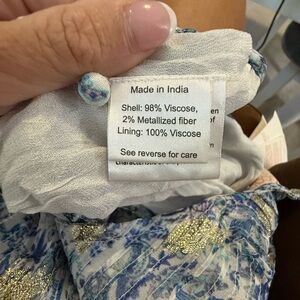 Made in India
Shell: 98% Viscose,
2% Metallized fiber
Lining: 100% Viscose
See reverse for care